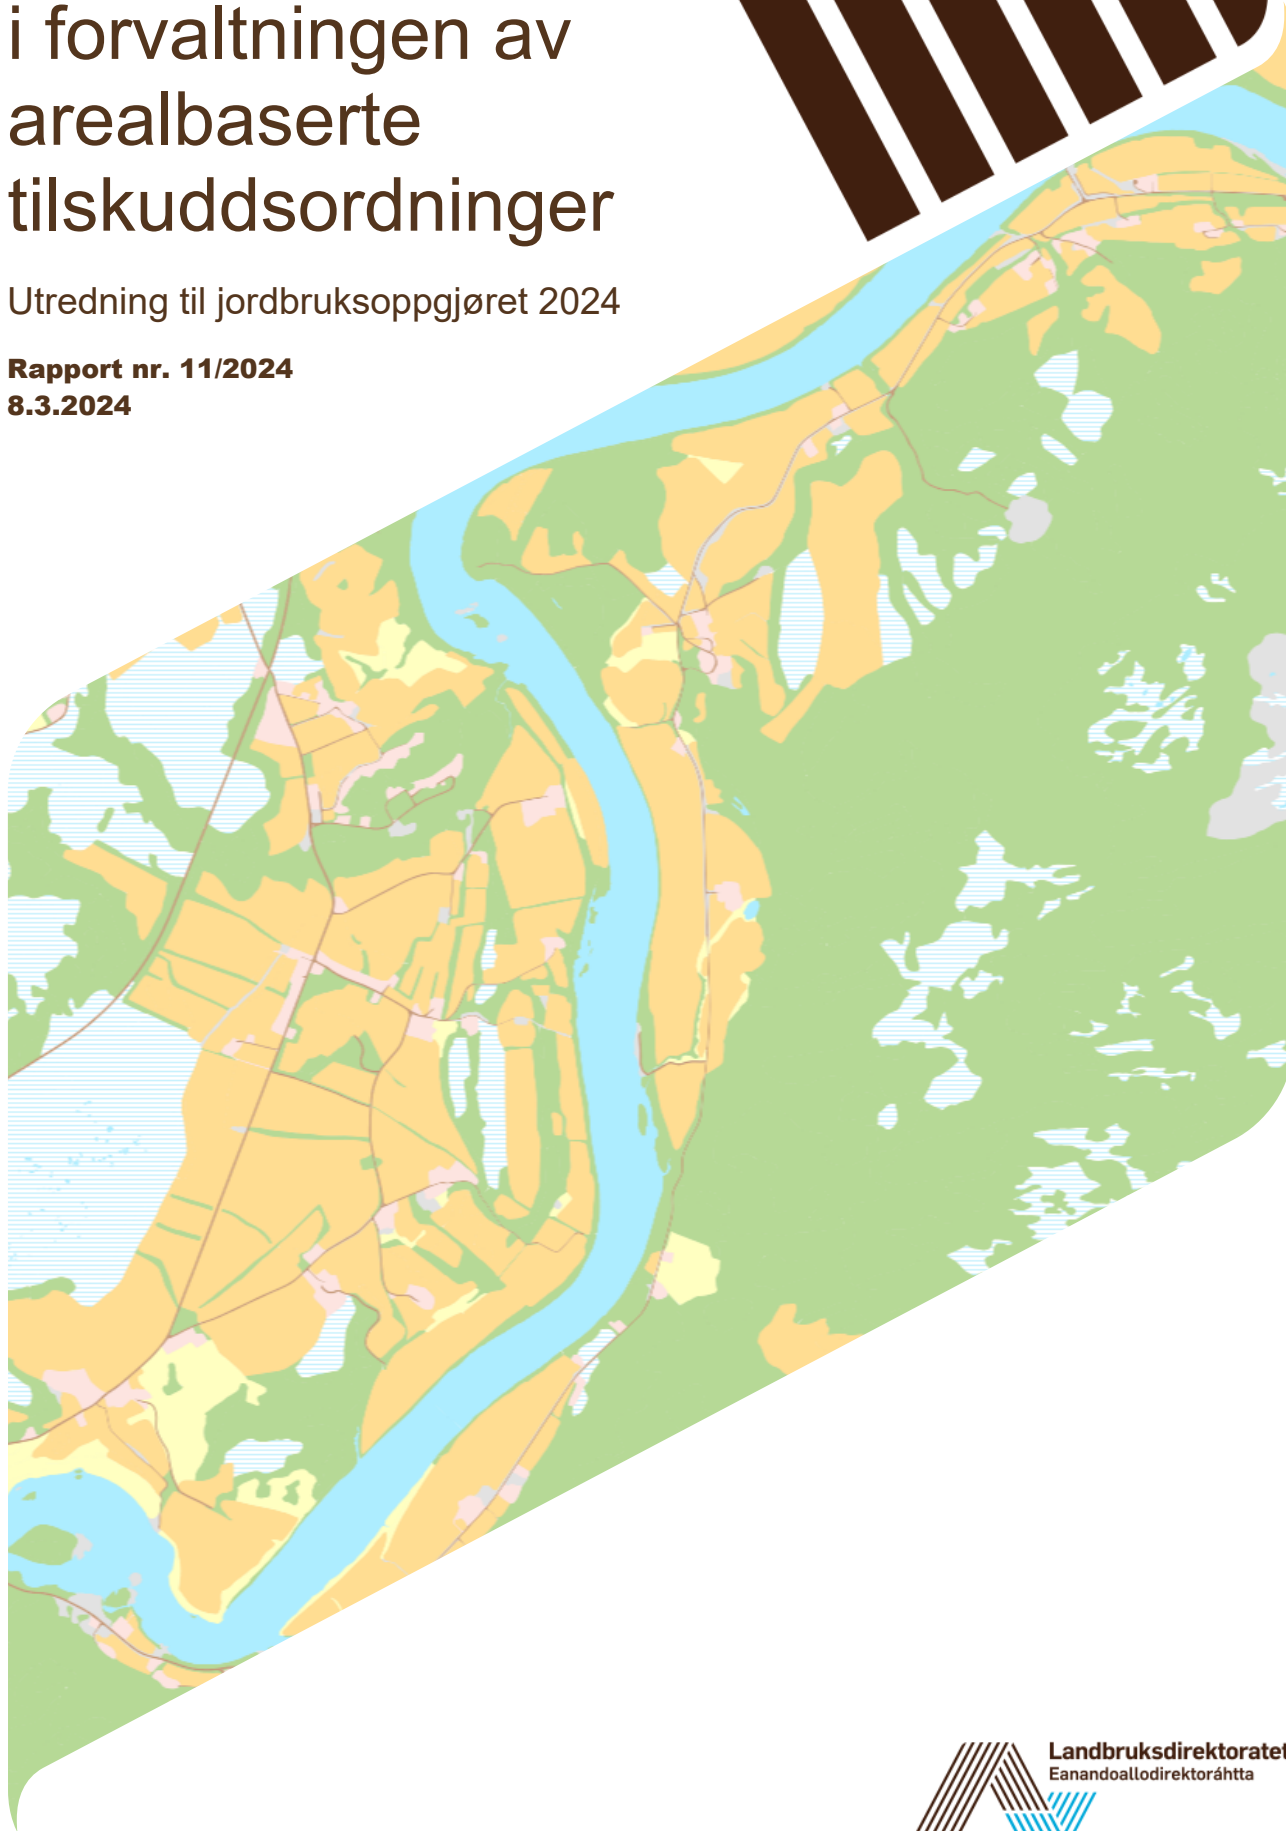 i forvaltningen av
arealbaserte
tilskuddsordninger
Utredning til jordbruksoppgjøret 2024
Rapport nr. 11/2024
8.3.2024
Landbruksdirektoratet
Eanandoallodirektoráhtta